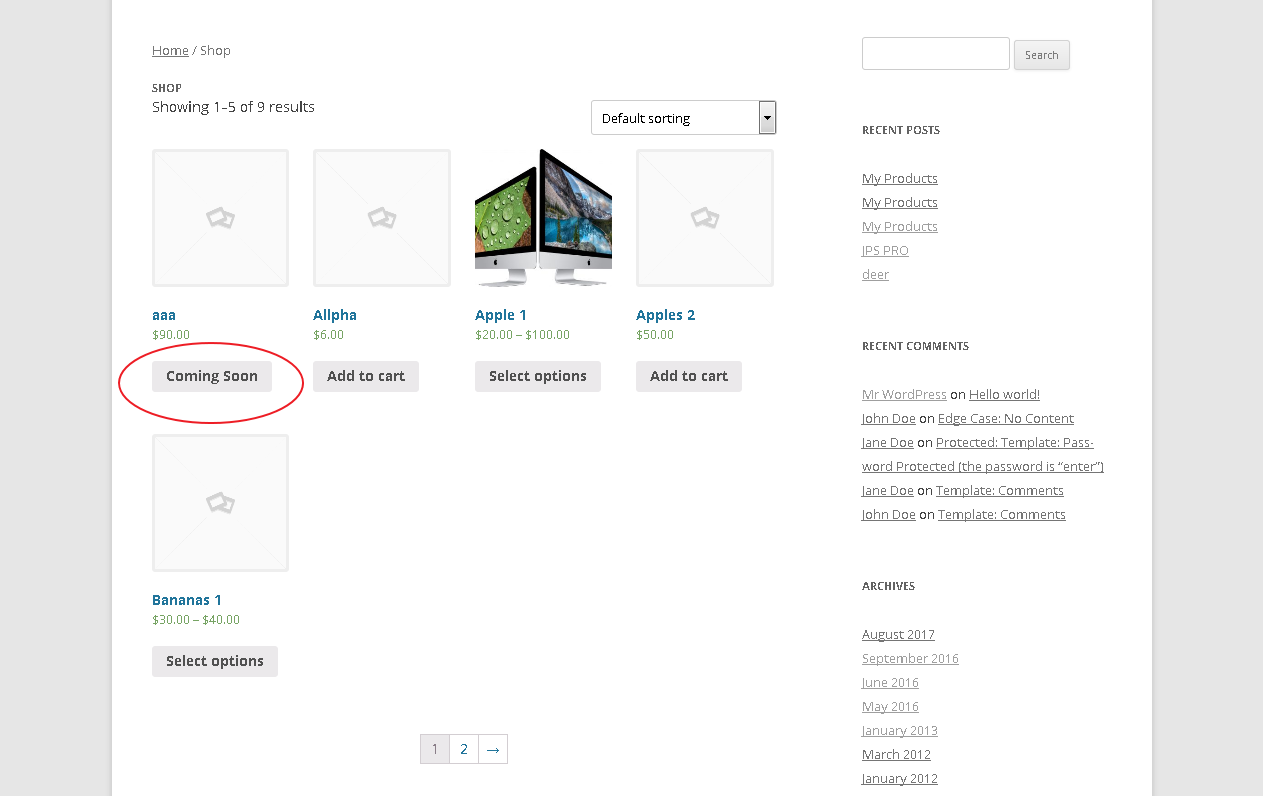 Home / Shop
SHOP
Showing 1–5 of 9 results
Default sorting
aaa
$90.00
Coming Soon
Allpha
$6.00
Add to cart
Apple 1
$20.00 – $100.00
Select options
Apples 2
$50.00
Add to cart
Bananas 1
$30.00 – $40.00
Select options
1 2 →
Search
RECENT POSTS
My Products
My Products
My Products
JPS PRO
deer
RECENT COMMENTS
Mr WordPress on Hello world!
John Doe on Edge Case: No Content
Jane Doe on Protected: Template: Pass-
word Protected (the password is “enter”)
Jane Doe on Template: Comments
John Doe on Template: Comments
ARCHIVES
August 2017
September 2016
June 2016
May 2016
January 2013
March 2012
January 2012